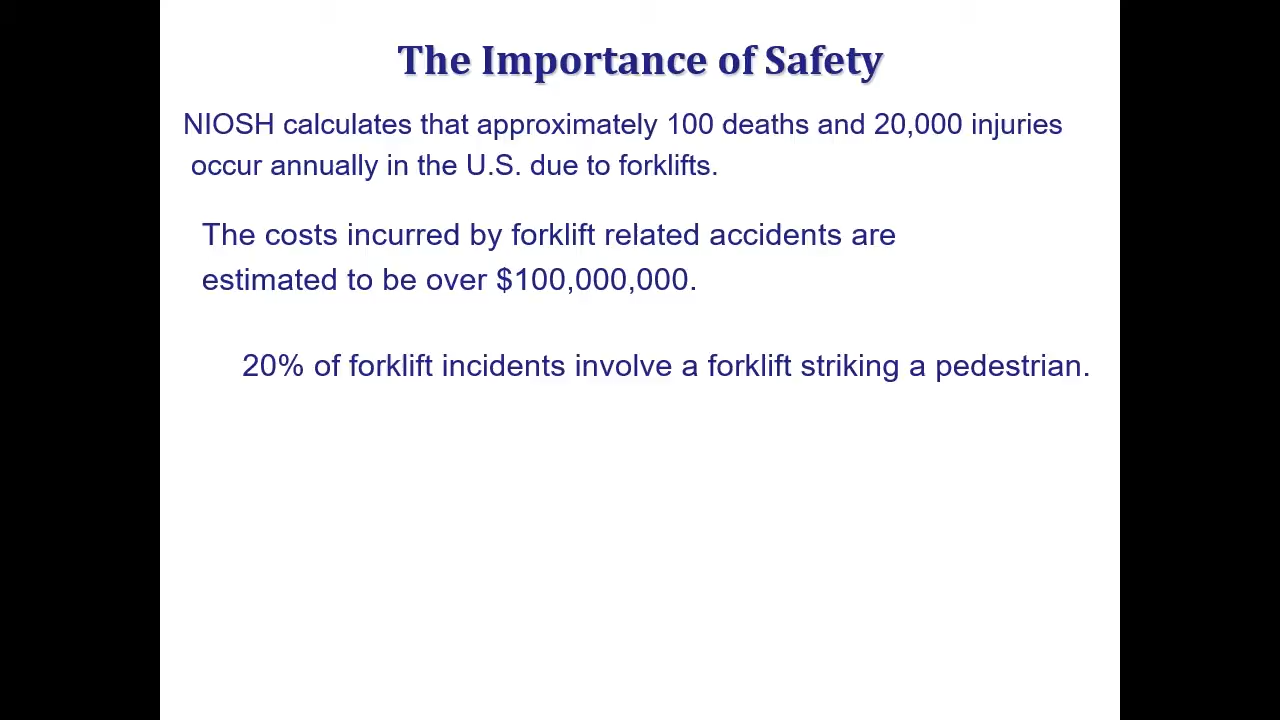 The Importance of Safety
NIOSH calculates that approximately 100 deaths and 20,000 injuries
occur annually in the U.S. due to forklifts.
The costs incurred by forklift related accidents are
estimated to be over $100,000,000.
20% of forklift incidents involve a forklift striking a pedestrian.